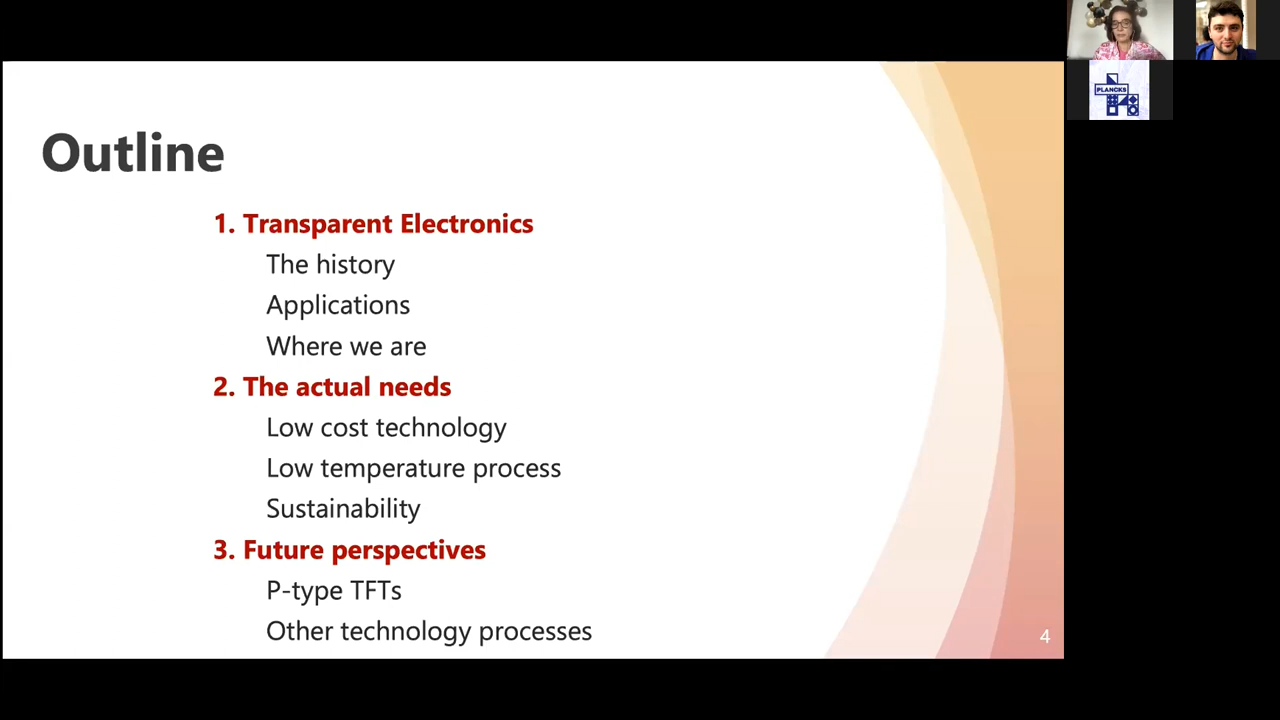 PLANCKS
Outline
1. Transparent Electronics
The history
Applications
Where we are
2. The actual needs
Low cost technology
Low temperature process
Sustainability
3. Future perspectives
P-type TFTs
Other technology processes
4